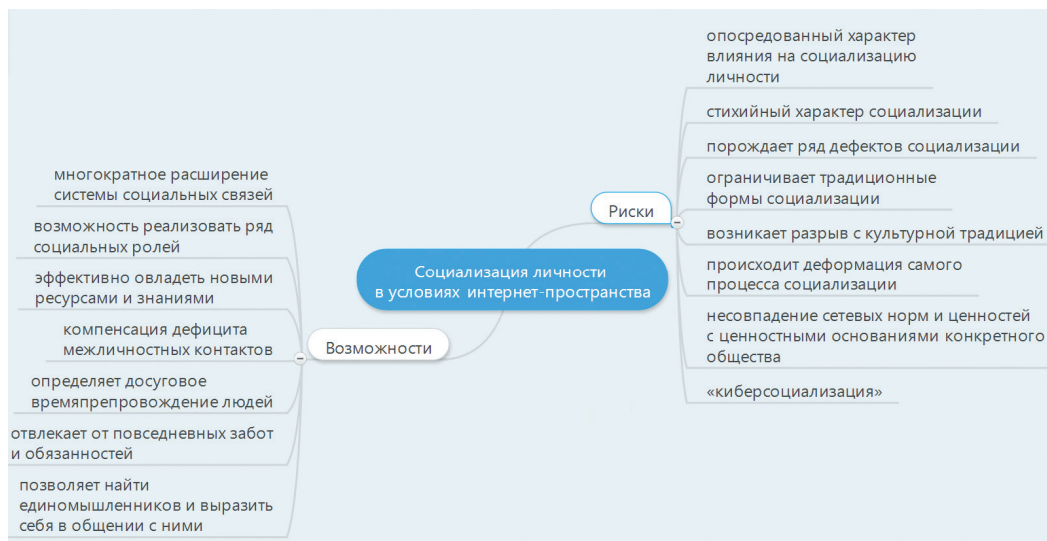 Социализация личности
в условиях интернет-пространства
Риски
опосредованный характер
влияния на социализацию
личности
стихийный характер социализации
порождает ряд дефектов социализации
ограничивает традиционные
формы социализации
возникает разрыв с культурной традицией
происходит деформация самого
процесса социализации
несовпадение сетевых норм и ценностей
с ценностными основаниями конкретного
общества
«киберсоциализация»
Возможности
многократное расширение
системы социальных связей
возможность реализовать ряд
социальных ролей
эффективно овладеть новыми
ресурсами и знаниями
компенсация дефицита
межличностных контактов
определяет досуговое
времяпрепровождение людей
отвлекает от повседневных забот
и обязанностей
позволяет найти
единомышленников и выразить
себя в общении с ними